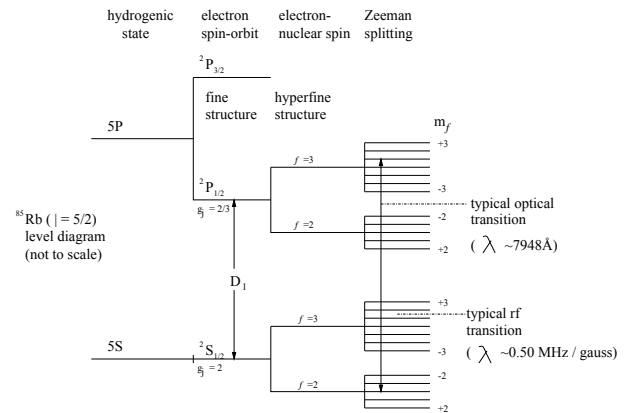 hydrogenic state
electron spin-orbit
electron-nuclear spin
Zeeman splitting
²P₃/₂
fine structure
hyperfine structure
5P
m_f
+3
f =3
-3
²P₁/₂
g_j = 2/3
f =2
-2
+2
typical optical transition
( λ ~7948Å)
⁸⁵Rb ( | = 5/2)
level diagram
(not to scale)
D₁
+3
f =3
-3
typical rf transition
( λ ~0.50 MHz / gauss)
5S
²S₁/₂
g_j = 2
f =2
-2
+2